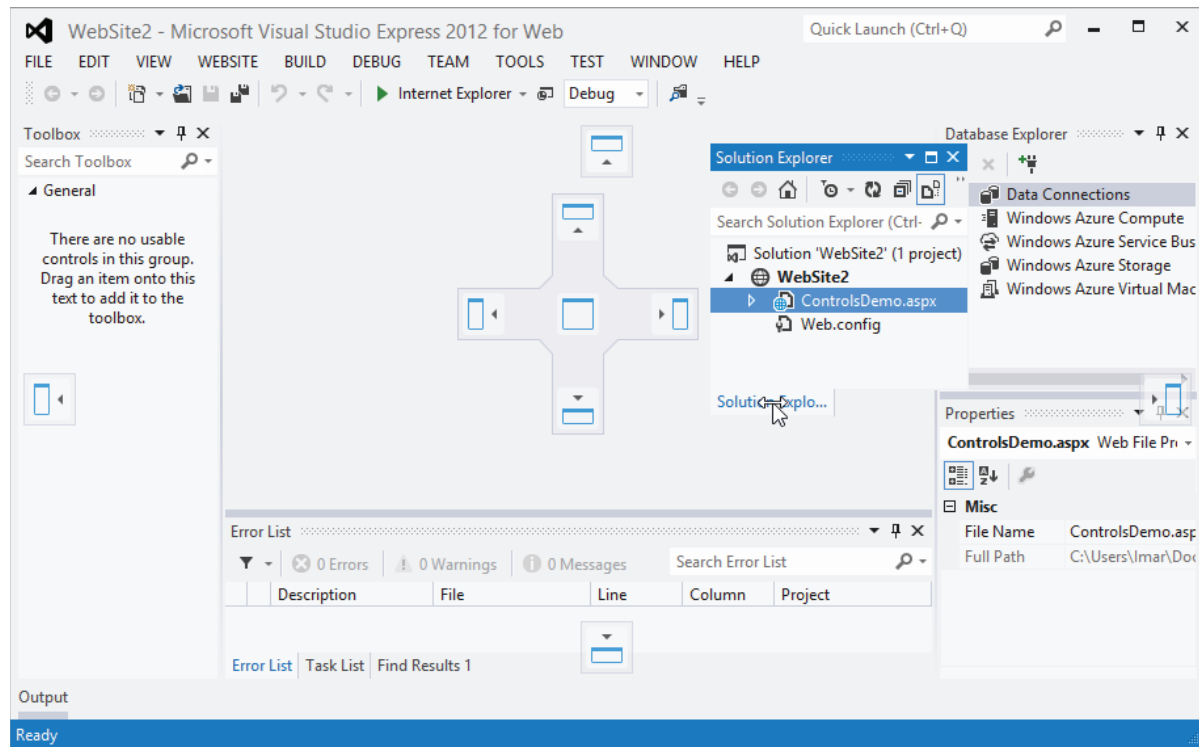 WebSite2 - Microsoft Visual Studio Express 2012 for Web
Quick Launch (Ctrl+Q)
FILE EDIT VIEW WEBSITE BUILD DEBUG TEAM TOOLS TEST WINDOW HELP
Internet Explorer Debug
Toolbox
Search Toolbox
General
There are no usable
controls in this group.
Drag an item onto this
text to add it to the
toolbox.
Solution Explorer
Search Solution Explorer (Ctrl-
Solution 'WebSite2' (1 project)
WebSite2
ControlsDemo.aspx
Web.config
Database Explorer
Data Connections
Windows Azure Compute
Windows Azure Service Bus
Windows Azure Storage
Windows Azure Virtual Mac
Properties
ControlsDemo.aspx Web File Pr
Misc
File Name ControlsDemo.asp
Full Path C:\Users\Imar\Doc
Error List
0 Errors 0 Warnings 0 Messages Search Error List
Description File Line Column Project
Error List Task List Find Results 1
Output
Ready